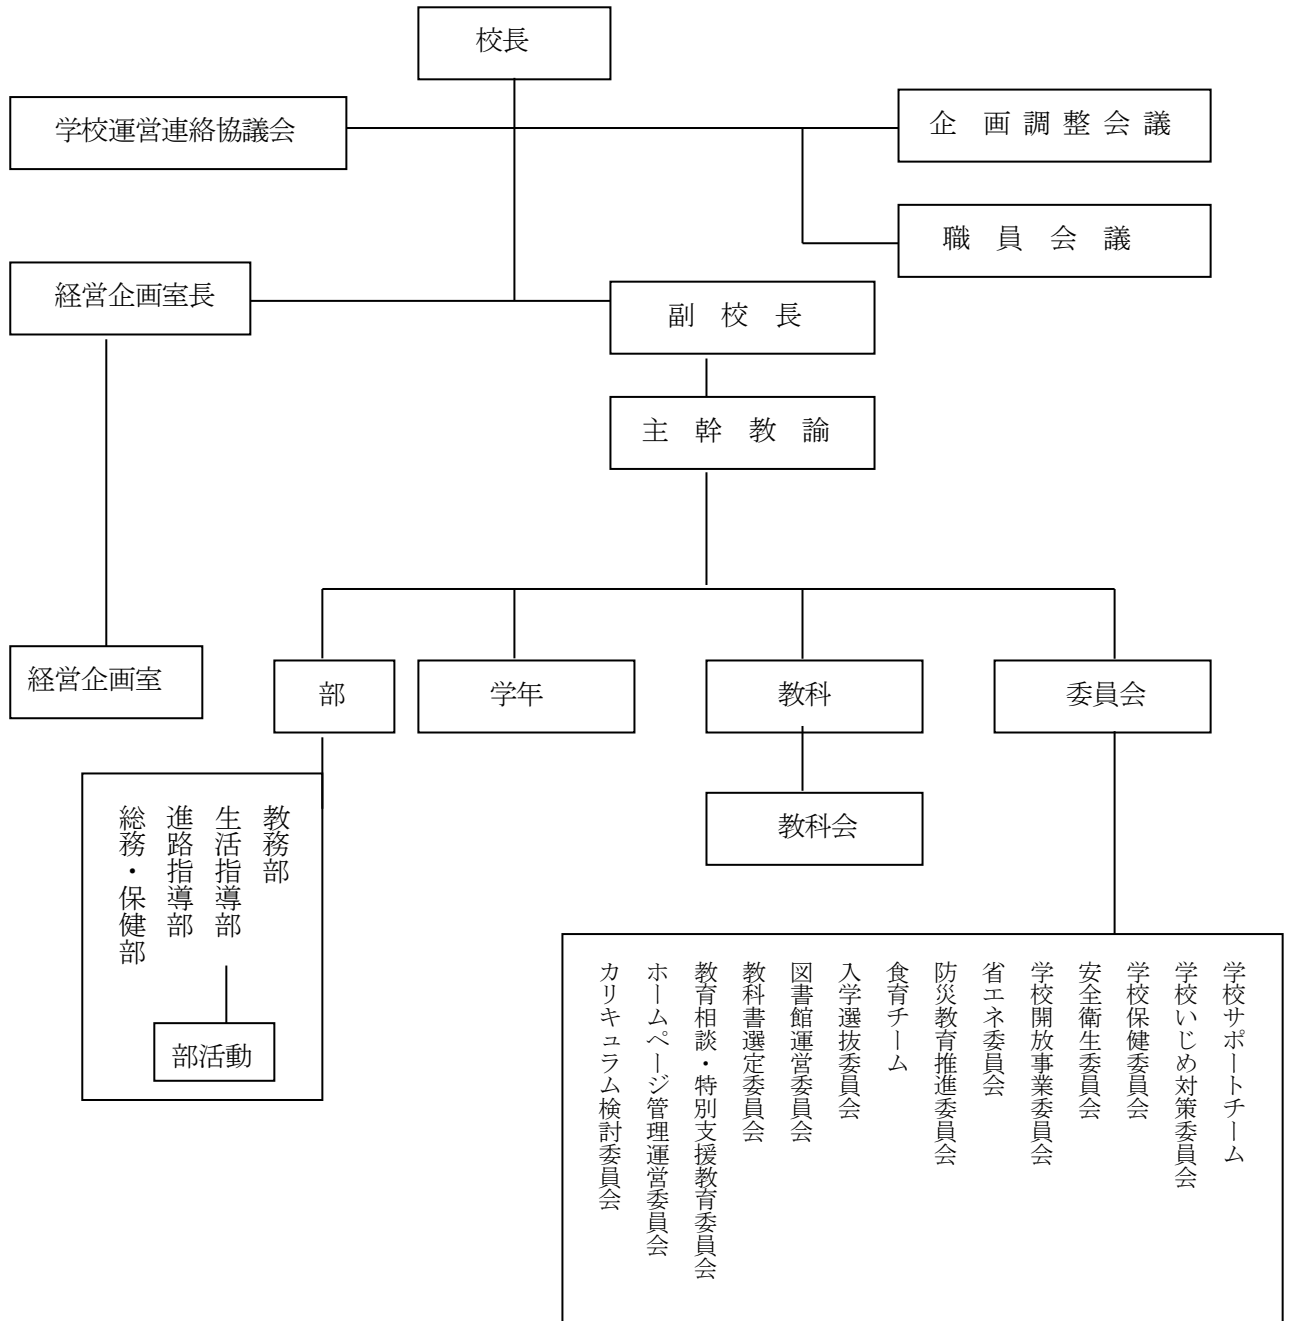 校長
学校運営連絡協議会
企画調整会議
職員会議
経営企画室長
副校長
主幹教諭
経営企画室
部
学年
教科
委員会
教科会
教務部
生活指導部
進路指導部
総務・保健部
部活動
学校サポートチーム
学校いじめ対策委員会
学校保健委員会
安全衛生委員会
学校開放事業委員会
省エネ委員会
防災教育推進委員会
食育チーム
入学選抜委員会
図書館運営委員会
教科書選定委員会
教育相談・特別支援教育委員会
ホームページ管理運営委員会
カリキュラム検討委員会